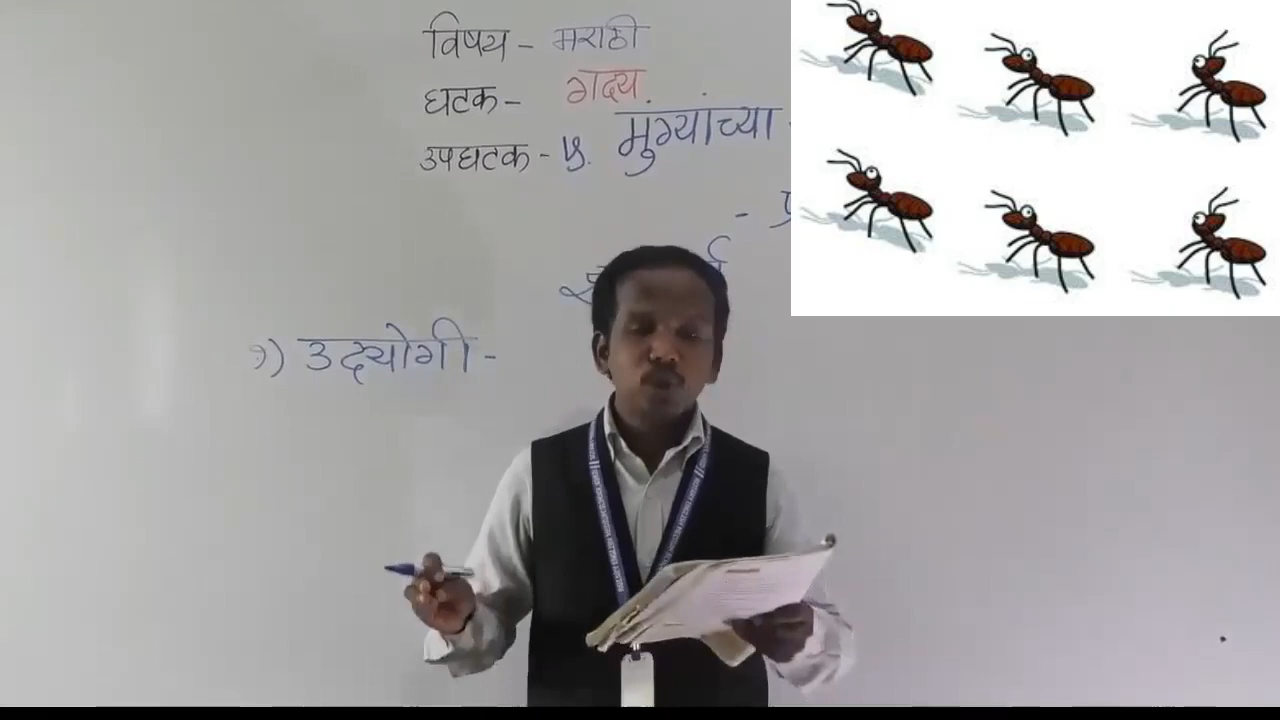 विषय - मराठी
घटक - गद्य
उपघटक - ५. मुंग्यांच्या
१) उद्योगी -